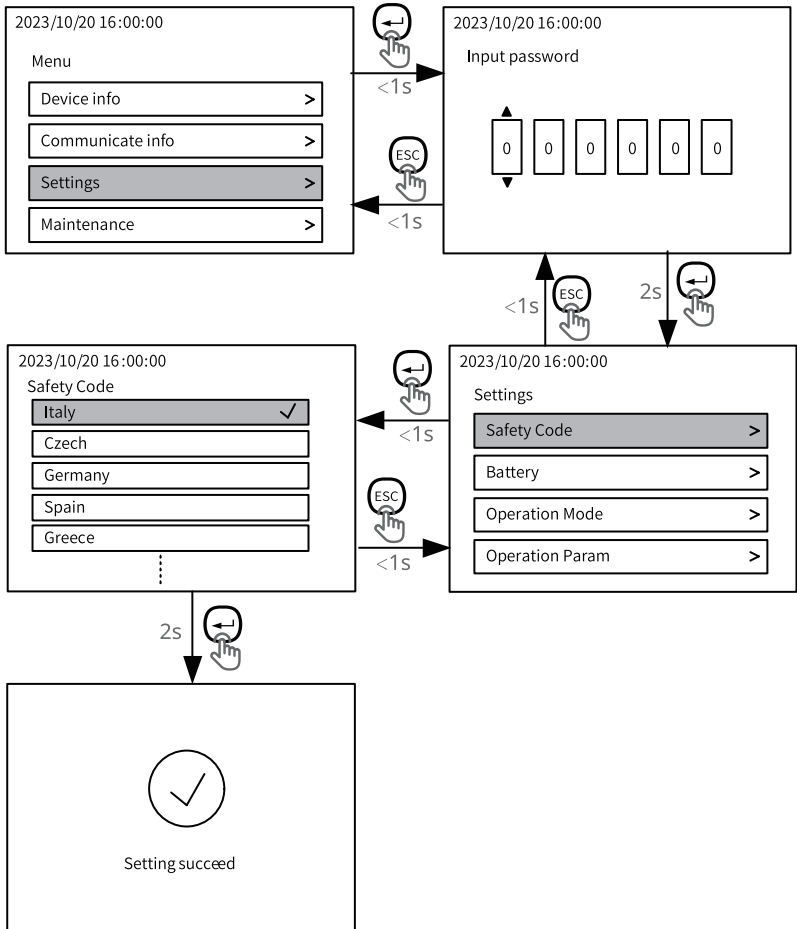 2023/10/20 16:00:00
Menu
Device info >
Communicate info >
Settings >
Maintenance >
<1s
ESC
<1s
2023/10/20 16:00:00
Input password
0 0 0 0 0 0
<1s
ESC
2s
2023/10/20 16:00:00
Safety Code
Italy
Czech
Germany
Spain
Greece
<1s
ESC
<1s
2023/10/20 16:00:00
Settings
Safety Code >
Battery >
Operation Mode >
Operation Param >
2s
Setting succeed